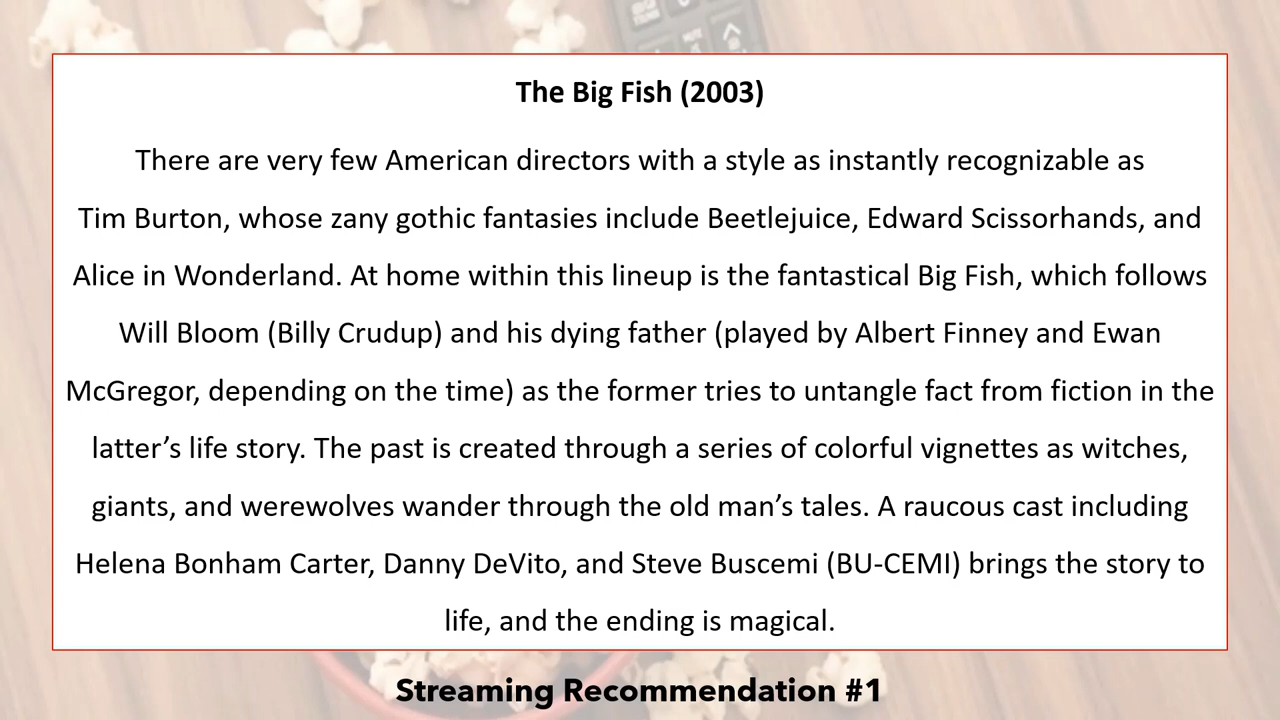 The Big Fish (2003)
There are very few American directors with a style as instantly recognizable as
Tim Burton, whose zany gothic fantasies include Beetlejuice, Edward Scissorhands, and
Alice in Wonderland. At home within this lineup is the fantastical Big Fish, which follows
Will Bloom (Billy Crudup) and his dying father (played by Albert Finney and Ewan
McGregor, depending on the time) as the former tries to untangle fact from fiction in the
latter’s life story. The past is created through a series of colorful vignettes as witches,
giants, and werewolves wander through the old man’s tales. A raucous cast including
Helena Bonham Carter, Danny DeVito, and Steve Buscemi (BU-CEMI) brings the story to
life, and the ending is magical.
Streaming Recommendation #1